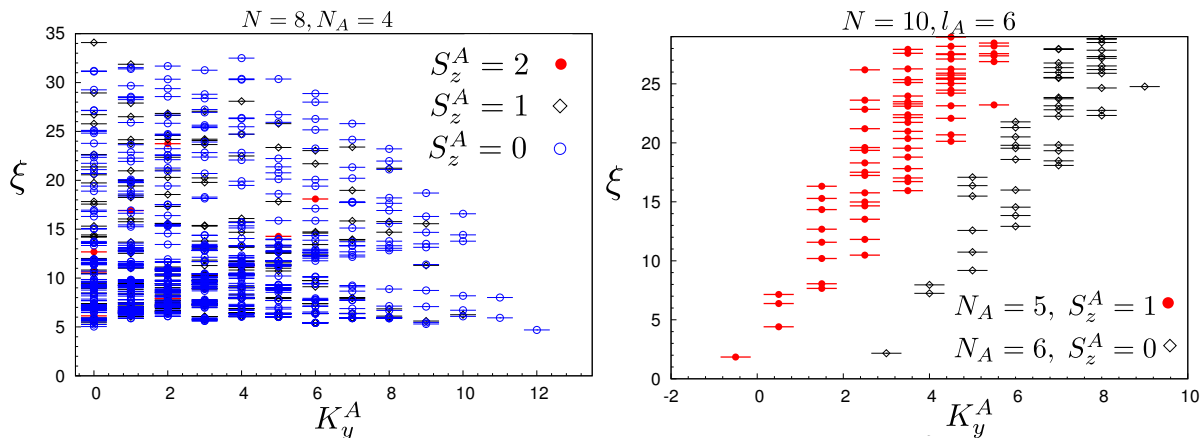 N = 8, N_A = 4
35
30
25
20
15
10
5
0
ξ
S_z^A = 2
S_z^A = 1
S_z^A = 0
0 2 4 6 8 10 12
K_y^A
N = 10, l_A = 6
25
20
15
10
5
0
ξ
N_A = 5, S_z^A = 1
N_A = 6, S_z^A = 0
-2 0 2 4 6 8 10
K_y^A